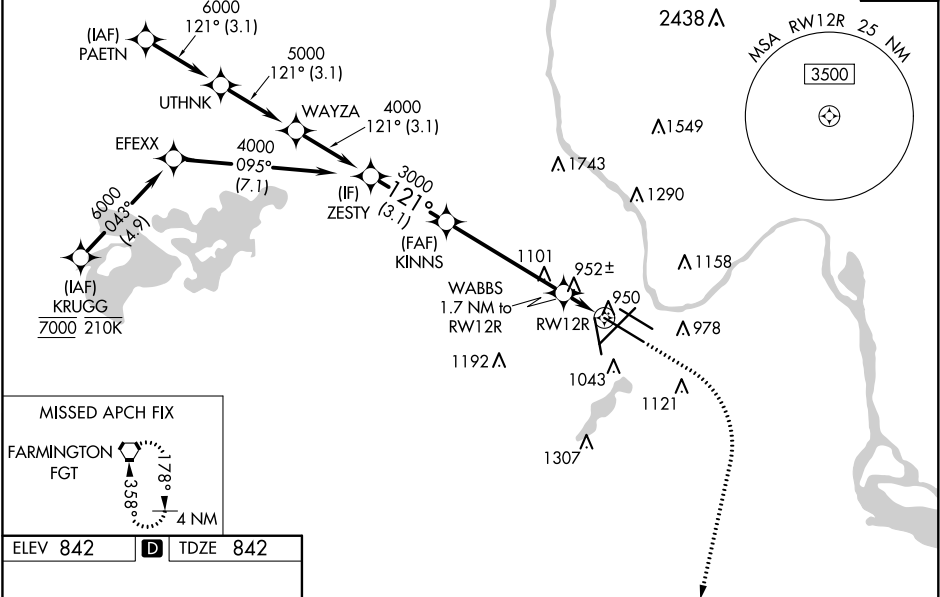 6000
121° (3.1)
(IAF)
PAETN
5000
121° (3.1)
UTHNK
WAYZA
4000
121° (3.1)
EFEXX
4000
095°
(7.1)
6000
043°
(4.9)
(IAF)
KRUGG
7000 210K
3000
121°
(3.1)
(IF)
ZESTY
(FAF)
KINNS
WABBS
1.7 NM to
RW12R
RW12R
1101
952±
950
978
1192
1043
1121
1307
2438
1549
1743
1290
1158
MSA RW12R 25 NM
3500
MISSED APCH FIX
FARMINGTON
FGT
358°
178°
4 NM
ELEV 842 D TDZE 842